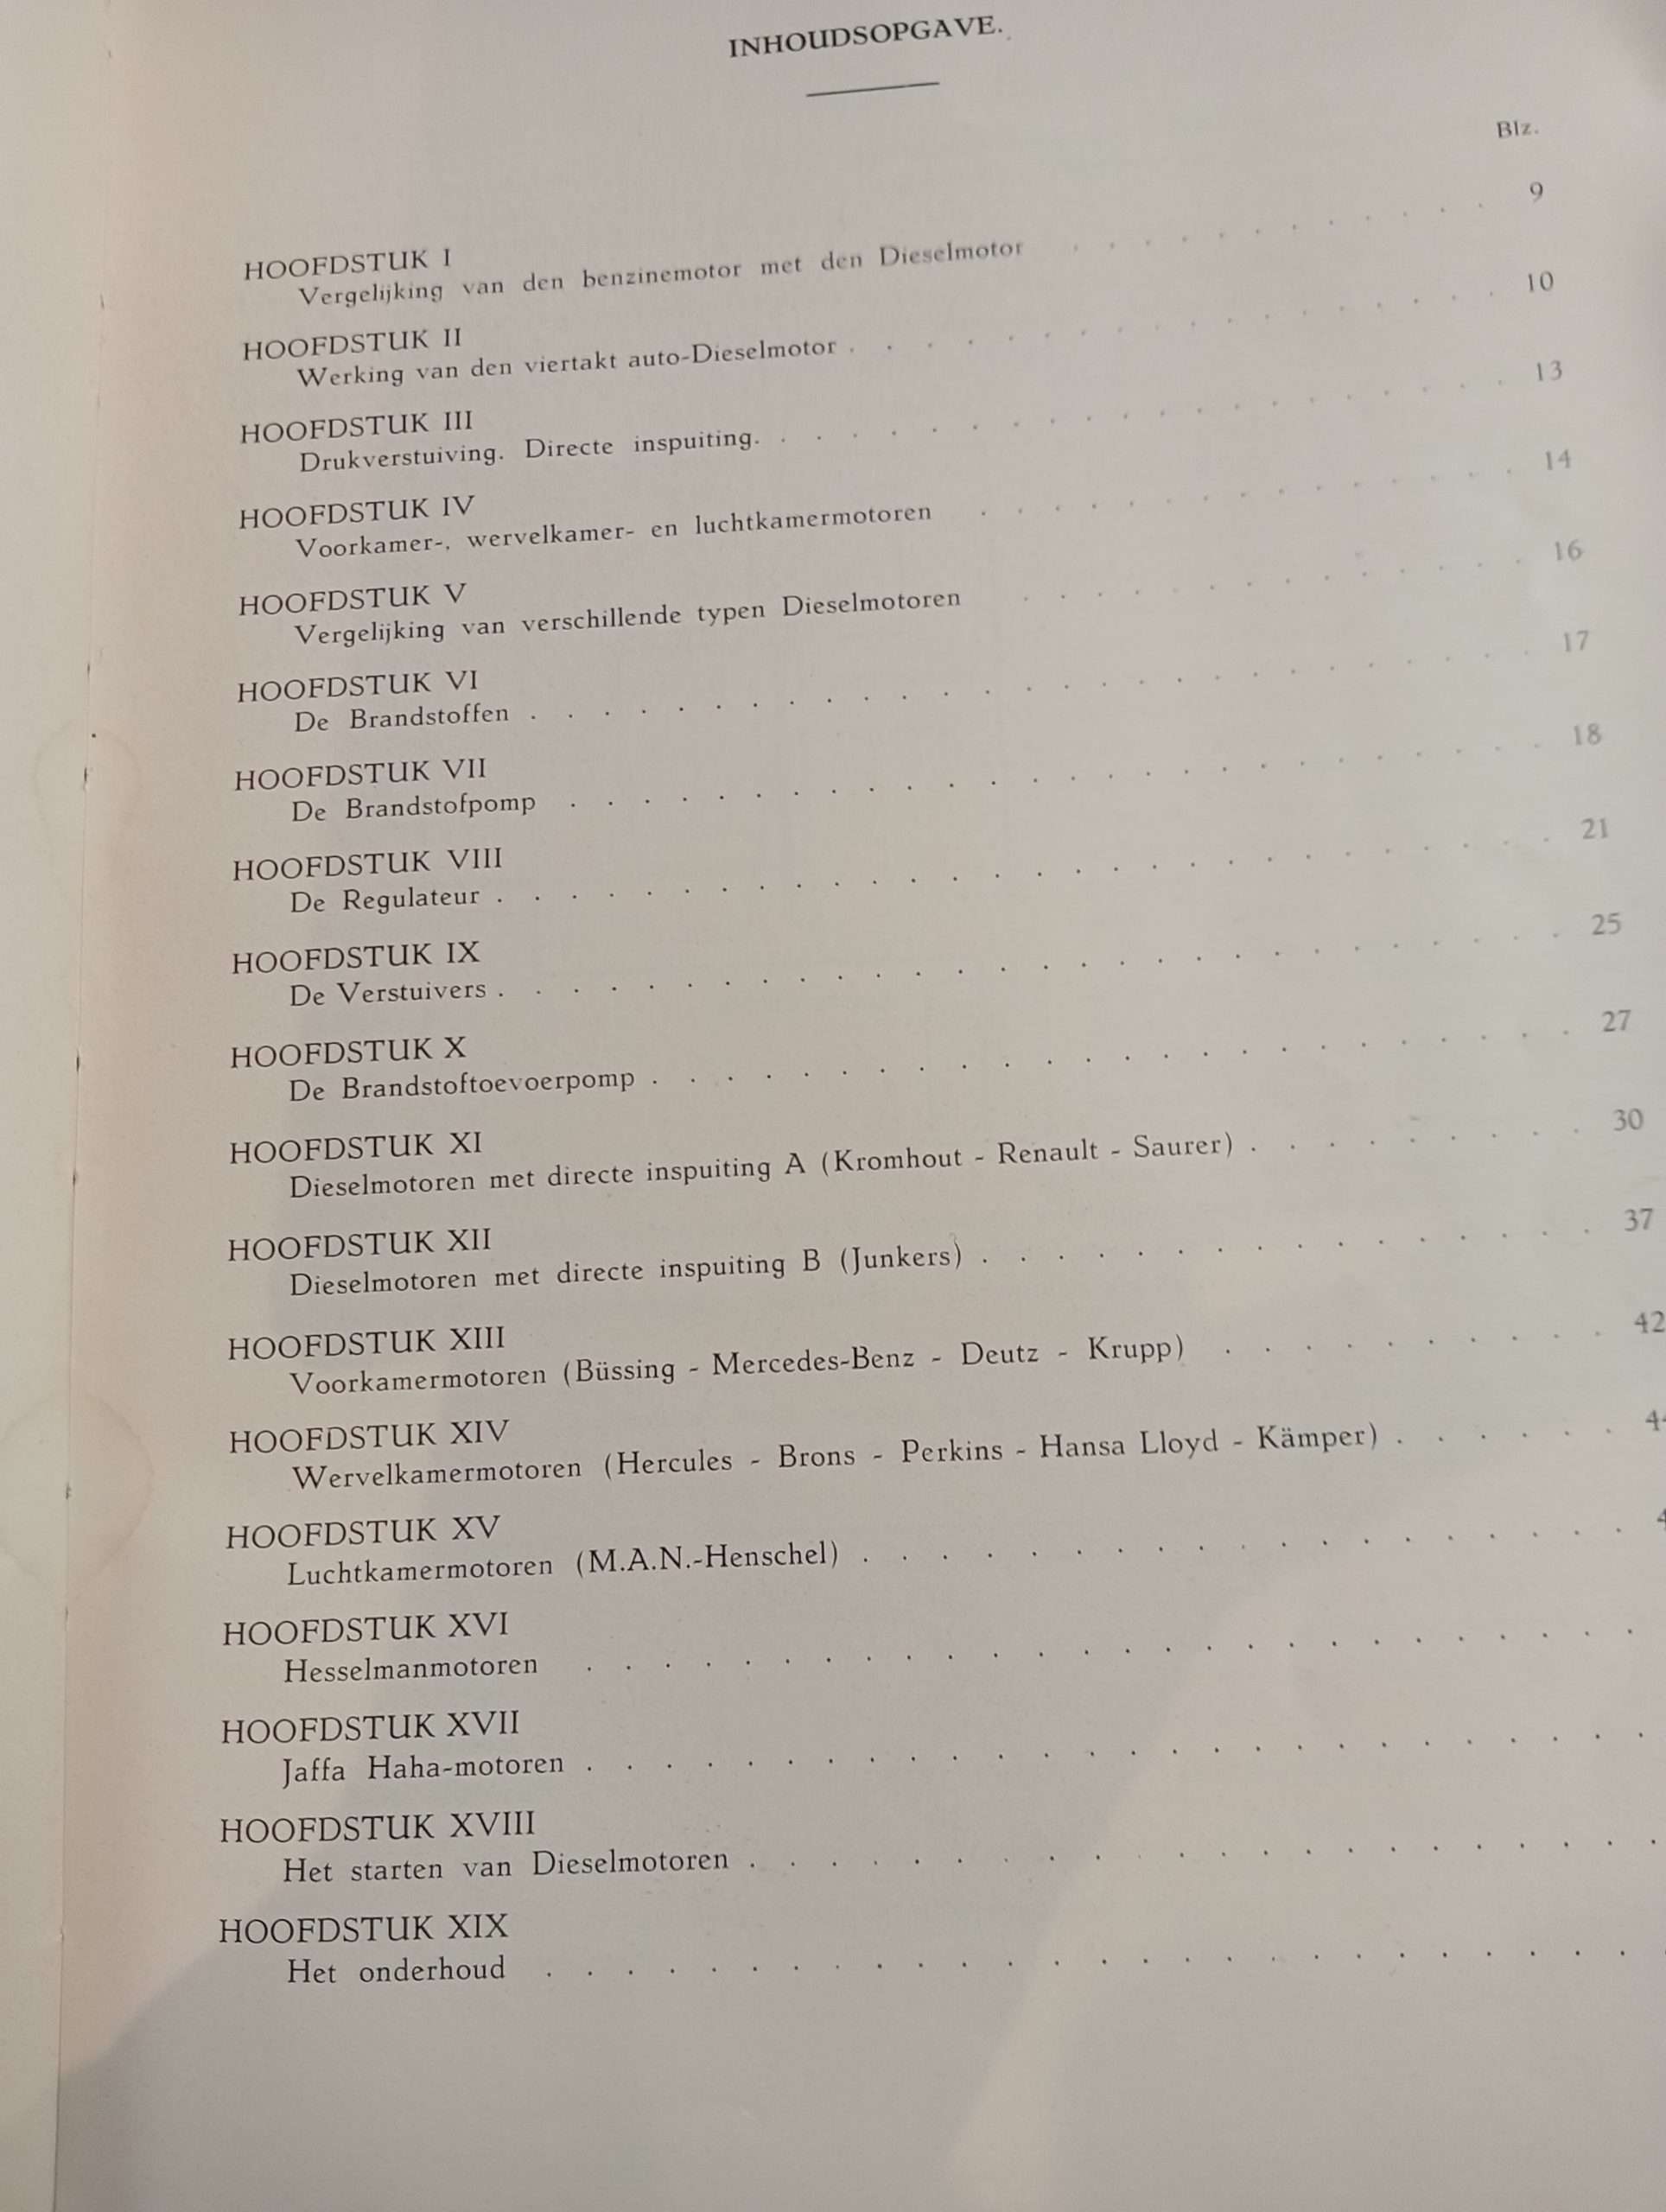 INHOUDSOPGAVE.
Blz.
HOOFDSTUK I
Vergelijking van den benzinemotor met den Dieselmotor . . . . . . . . . . . . 9
HOOFDSTUK II
Werking van den viertakt auto-Dieselmotor . . . . . . . . . . . . . . . . . 10
HOOFDSTUK III
Drukverstuiving. Directe inspuiting. . . . . . . . . . . . . . . . . . . . 13
HOOFDSTUK IV
Voorkamer-, wervelkamer- en luchtkamermotoren . . . . . . . . . . . . . . . 14
HOOFDSTUK V
Vergelijking van verschillende typen Dieselmotoren . . . . . . . . . . . . . . 16
HOOFDSTUK VI
De Brandstoffen . . . . . . . . . . . . . . . . . . . . . . . . . . 17
HOOFDSTUK VII
De Brandstofpomp . . . . . . . . . . . . . . . . . . . . . . . . . 18
HOOFDSTUK VIII
De Regulateur . . . . . . . . . . . . . . . . . . . . . . . . . . . 21
HOOFDSTUK IX
De Verstuivers . . . . . . . . . . . . . . . . . . . . . . . . . . . 25
HOOFDSTUK X
De Brandstoftoevoerpomp . . . . . . . . . . . . . . . . . . . . . . . 27
HOOFDSTUK XI
Dieselmotoren met directe inspuiting A (Kromhout - Renault - Saurer) . . . . . . . . . 30
HOOFDSTUK XII
Dieselmotoren met directe inspuiting B (Junkers) . . . . . . . . . . . . . . . 37
HOOFDSTUK XIII
Voorkamermotoren (Büssing - Mercedes-Benz - Deutz - Krupp) . . . . . . . . . . 42
HOOFDSTUK XIV
Wervelkamermotoren (Hercules - Brons - Perkins - Hansa Lloyd - Kämper) . . . . . .
HOOFDSTUK XV
Luchtkamermotoren (M.A.N.-Henschel) . . . . . . . . . . . . . . . . . .
HOOFDSTUK XVI
Hesselmanmotoren . . . . . . . . . . . . . . . . . . . . . . . . .
HOOFDSTUK XVII
Jaffa Haha-motoren . . . . . . . . . . . . . . . . . . . . . . . . .
HOOFDSTUK XVIII
Het starten van Dieselmotoren . . . . . . . . . . . . . . . . . . . . .
HOOFDSTUK XIX
Het onderhoud . . . . . . . . . . . . . . . . . . . . . . . . . .